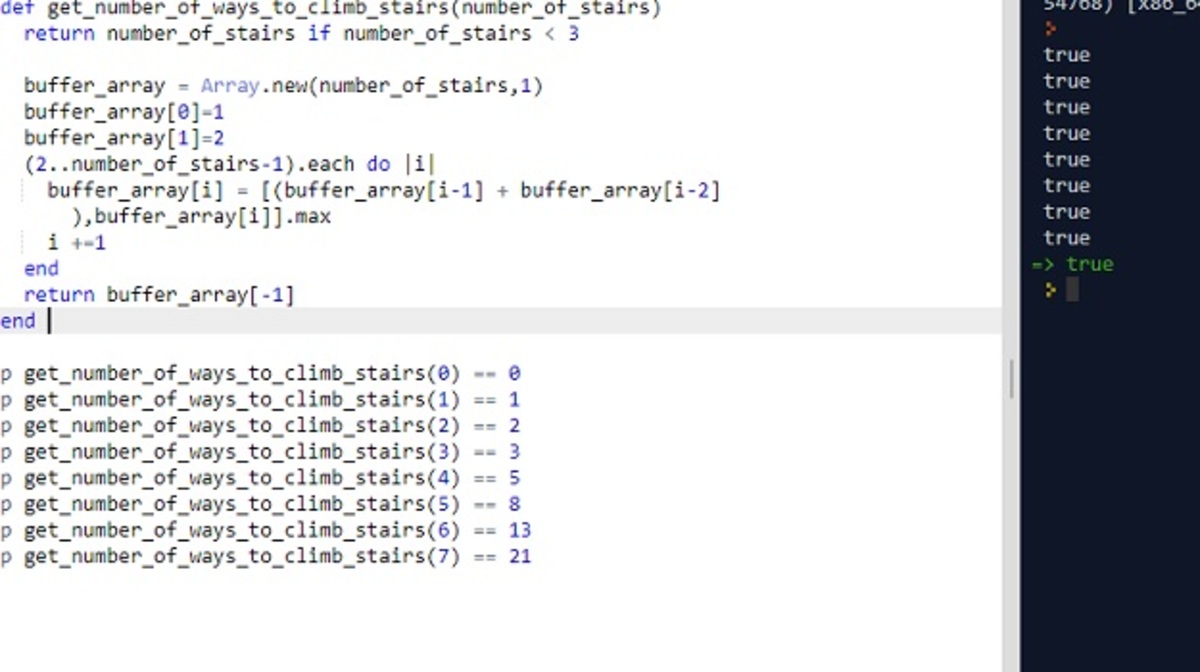 def get_number_of_ways_to_climb_stairs(number_of_stairs)
return number_of_stairs if number_of_stairs < 3
buffer_array = Array.new(number_of_stairs,1)
buffer_array[0]=1
buffer_array[1]=2
(2..number_of_stairs-1).each do |i|
buffer_array[i] = [(buffer_array[i-1] + buffer_array[i-2]
),buffer_array[i]].max
i +=1
end
return buffer_array[-1]
end
p get_number_of_ways_to_climb_stairs(0) == 0
p get_number_of_ways_to_climb_stairs(1) == 1
p get_number_of_ways_to_climb_stairs(2) == 2
p get_number_of_ways_to_climb_stairs(3) == 3
p get_number_of_ways_to_climb_stairs(4) == 5
p get_number_of_ways_to_climb_stairs(5) == 8
p get_number_of_ways_to_climb_stairs(6) == 13
p get_number_of_ways_to_climb_stairs(7) == 21
true
true
true
true
true
true
true
true
=> true